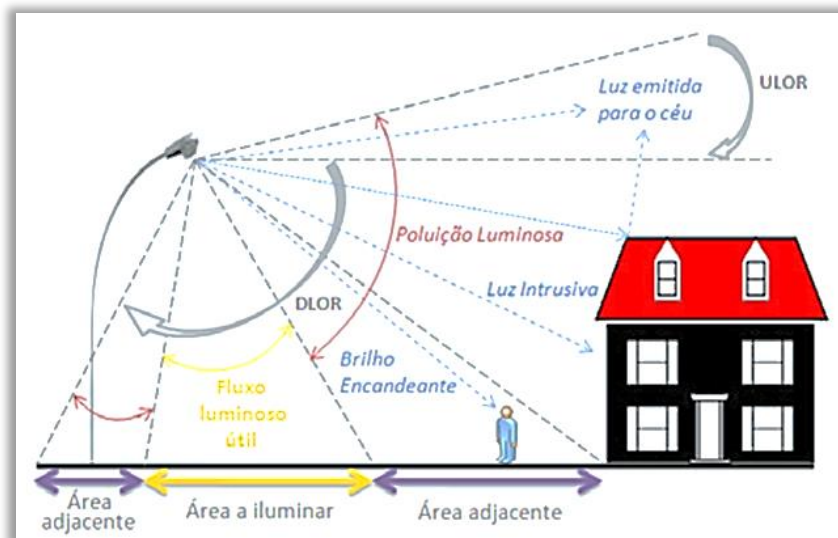 Luz emitida
para o céu
ULOR
Poluição Luminosa
Luz Intrusiva
DLOR
Brilho
Encandeante
Fluxo
luminoso
útil
Área
adjacente
Área a iluminar
Área adjacente